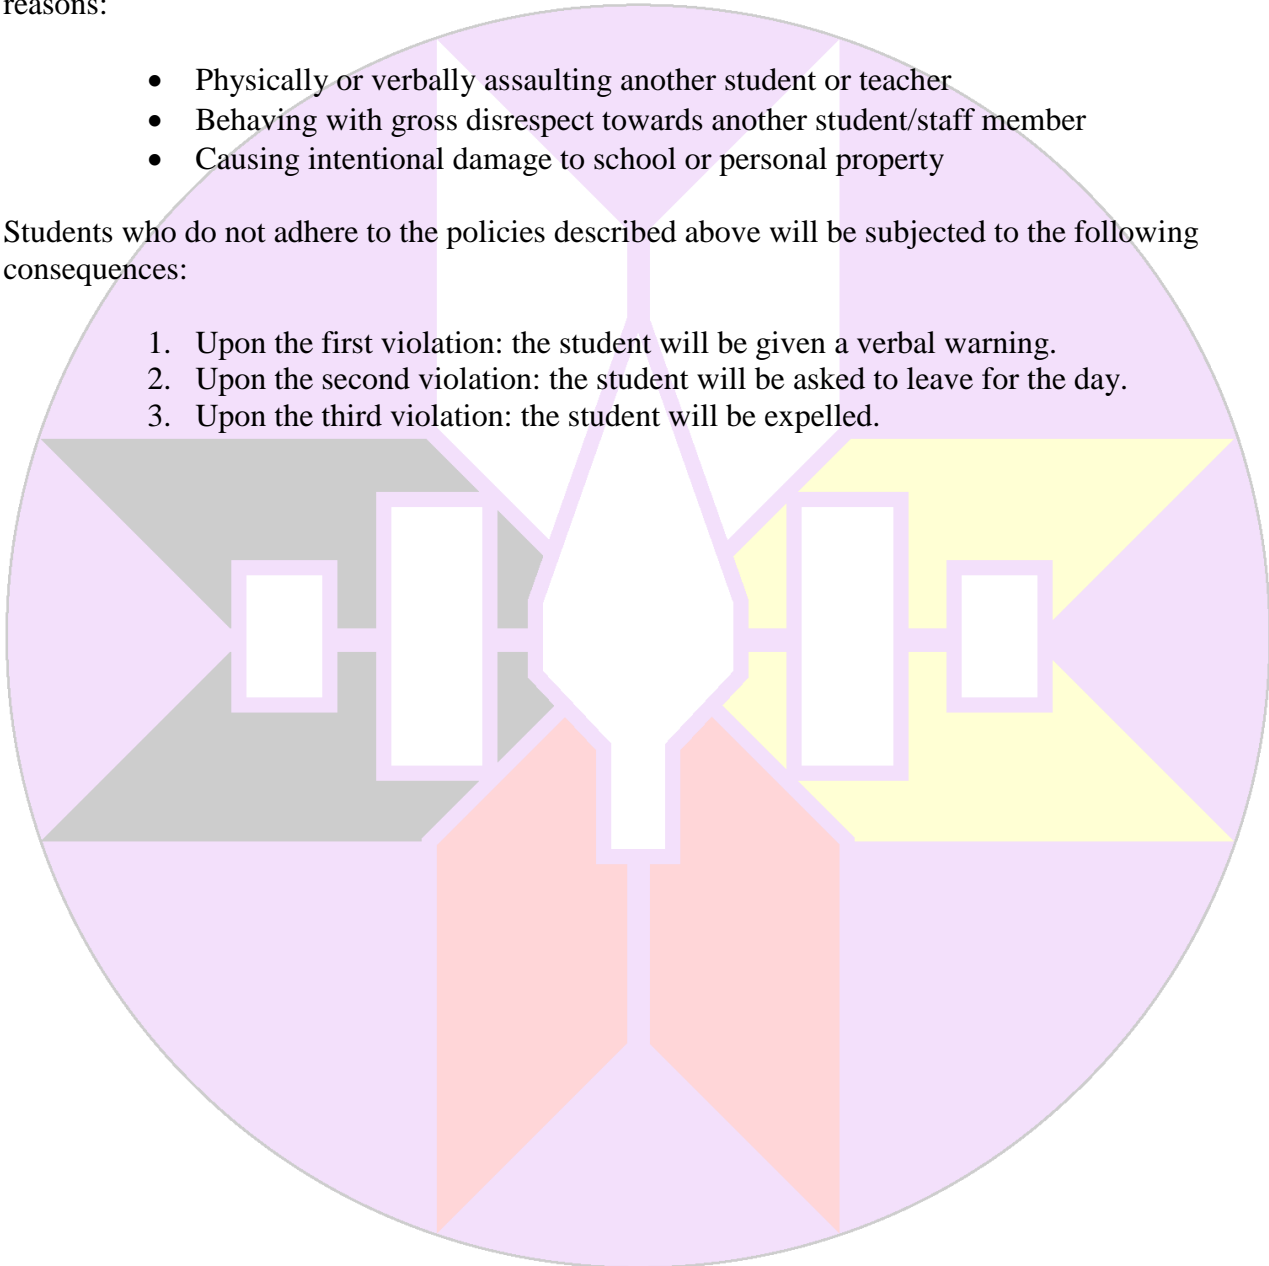 reasons:
• Physically or verbally assaulting another student or teacher
• Behaving with gross disrespect towards another student/staff member
• Causing intentional damage to school or personal property
Students who do not adhere to the policies described above will be subjected to the following
consequences:
1. Upon the first violation: the student will be given a verbal warning.
2. Upon the second violation: the student will be asked to leave for the day.
3. Upon the third violation: the student will be expelled.